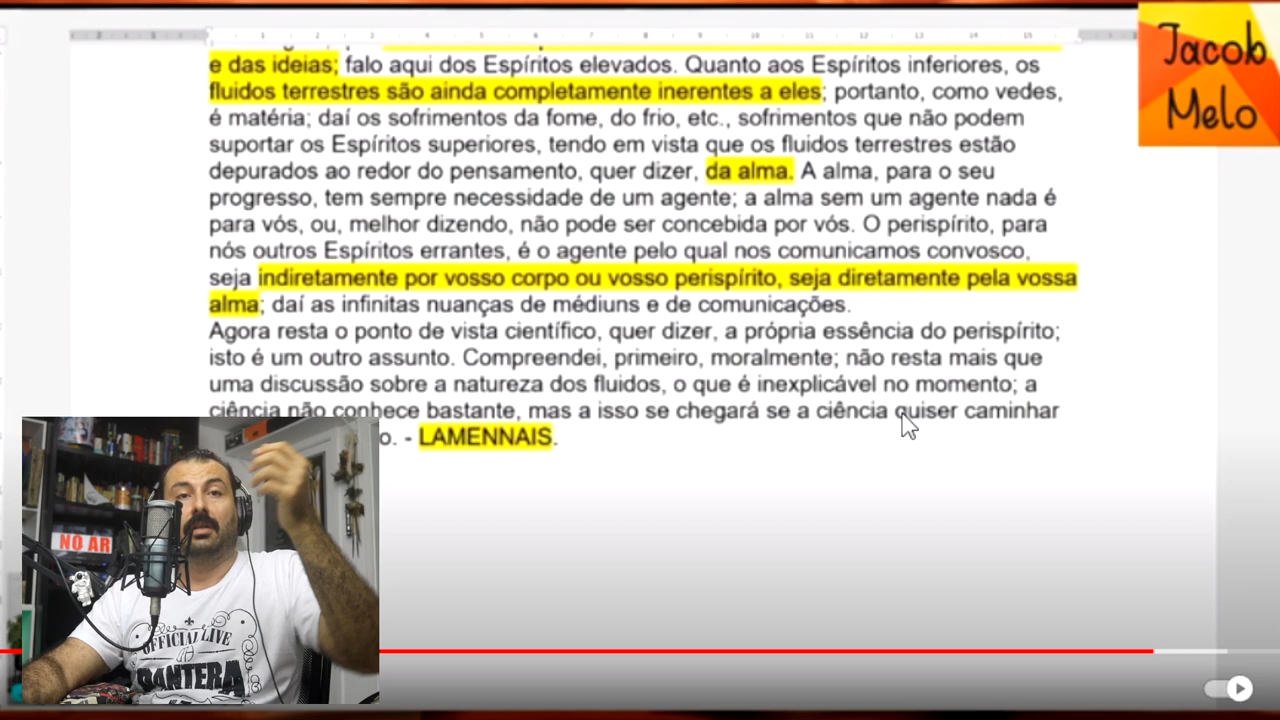 e das ideias; falo aqui dos Espíritos elevados. Quanto aos Espíritos inferiores, os
fluidos terrestres são ainda completamente inerentes a eles; portanto, como vedes,
é matéria; daí os sofrimentos da fome, do frio, etc., sofrimentos que não podem
suportar os Espíritos superiores, tendo em vista que os fluidos terrestres estão
depurados ao redor do pensamento, quer dizer, da alma. A alma, para o seu
progresso, tem sempre necessidade de um agente; a alma sem um agente nada é
para vós, ou, melhor dizendo, não pode ser concebida por vós. O perispírito, para
nós outros Espíritos errantes, é o agente pelo qual nos comunicamos convosco,
seja indiretamente por vosso corpo ou vosso perispírito, seja diretamente pela vossa
alma; daí as infinitas nuanças de médiuns e de comunicações.
Agora resta o ponto de vista científico, quer dizer, a própria essência do perispírito;
isto é um outro assunto. Compreendei, primeiro, moralmente; não resta mais que
uma discussão sobre a natureza dos fluidos, o que é inexplicável no momento; a
ciência não conhece bastante, mas a isso se chegará se a ciência quiser caminhar
o. - LAMENNAIS.
Jacob
Melo
NO AR
OFFICIAL LIVE
PANTERA